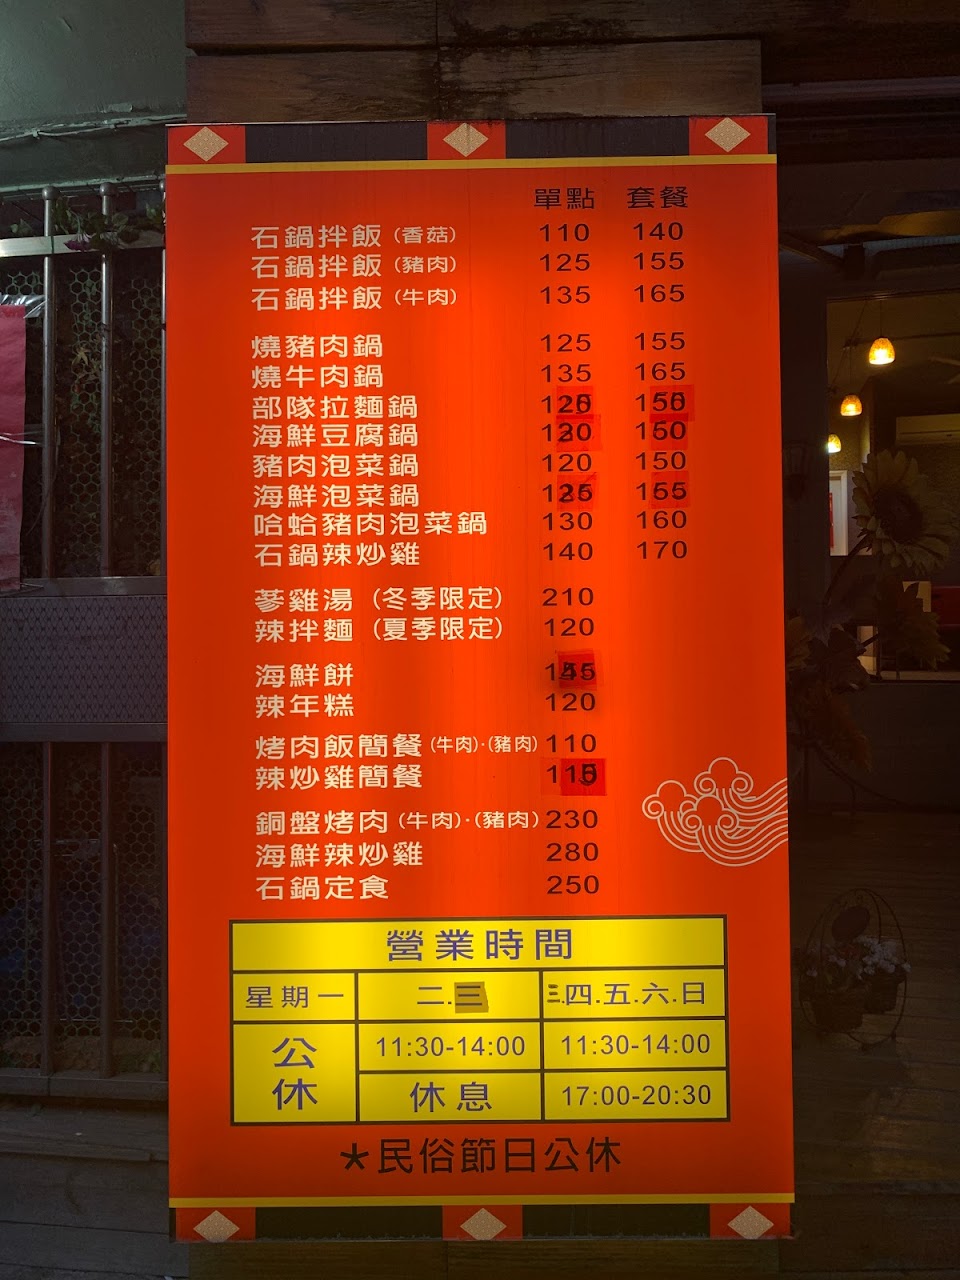 單點 套餐
石鍋拌飯(香菇) 110 140
石鍋拌飯(豬肉) 125 155
石鍋拌飯(牛肉) 135 165
燒豬肉鍋 125 155
燒牛肉鍋 135 165
部隊拉麵鍋
海鮮豆腐鍋 150
豬肉泡菜鍋 120 150
海鮮泡菜鍋 155
哈蛤豬肉泡菜鍋 130 160
石鍋辣炒雞 140 170
蔘雞湯 (冬季限定) 210
辣拌麵 (夏季限定) 120
海鮮餅
辣年糕 120
烤肉飯簡餐(牛肉)·(豬肉) 110
辣炒雞簡餐
銅盤烤肉(牛肉)·(豬肉) 230
海鮮辣炒雞 280
石鍋定食 250
營業時間
星期一 二.三 三.四.五.六.日
公休 11:30-14:00 11:30-14:00
休息 17:00-20:30
＊民俗節日公休